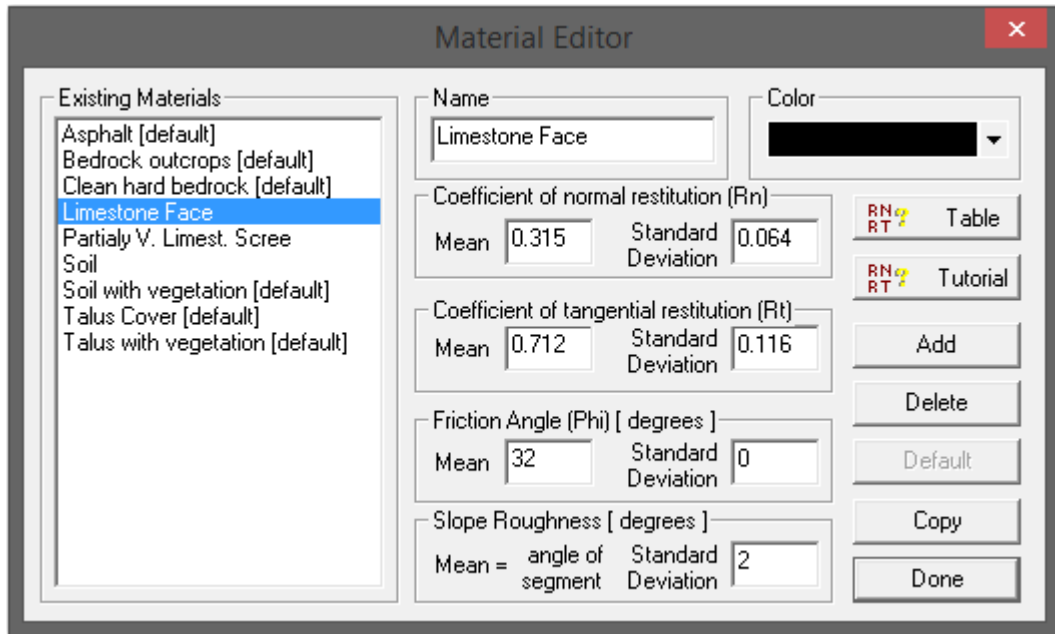 Material Editor
Existing Materials
Asphalt [default]
Bedrock outcrops [default]
Clean hard bedrock [default]
Limestone Face
Partialy V. Limest. Scree
Soil
Soil with vegetation [default]
Talus Cover [default]
Talus with vegetation [default]
Name
Limestone Face
Color
Coefficient of normal restitution (Rn)
Mean 0.315 Standard Deviation 0.064
Coefficient of tangential restitution (Rt)
Mean 0.712 Standard Deviation 0.116
Friction Angle (Phi) [ degrees ]
Mean 32 Standard Deviation 0
Slope Roughness [ degrees ]
Mean = angle of segment Standard Deviation 2
RN RT ? Table
RN RT ? Tutorial
Add
Delete
Default
Copy
Done